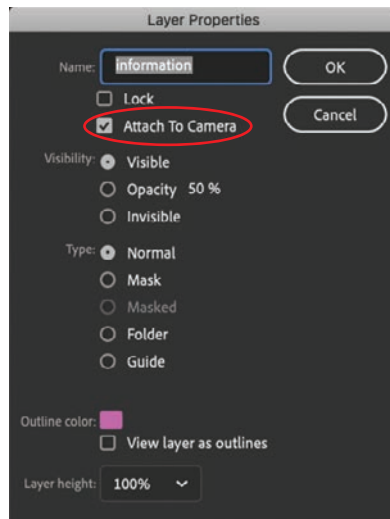 Layer Properties
Name: information
OK
Lock
Attach To Camera
Cancel
Visibility: Visible
Opacity 50 %
Invisible
Type: Normal
Mask
Masked
Folder
Guide
Outline color:
View layer as outlines
Layer height: 100%